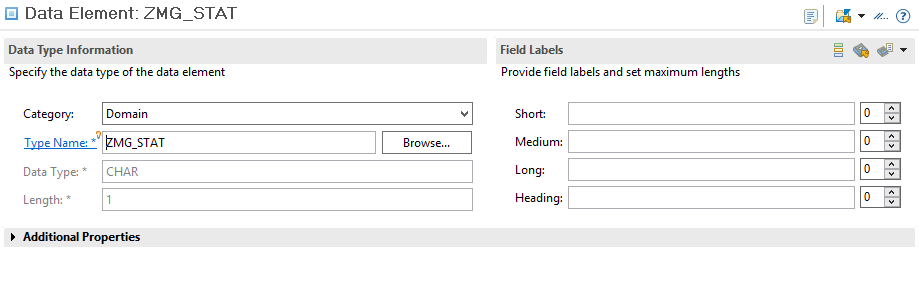 Data Element: ZMG_STAT
Data Type Information
Specify the data type of the data element
Category: Domain
Type Name: * ZMG_STAT Browse...
Data Type: * CHAR
Length: * 1
Additional Properties
Field Labels
Provide field labels and set maximum lengths
Short: 0
Medium: 0
Long: 0
Heading: 0